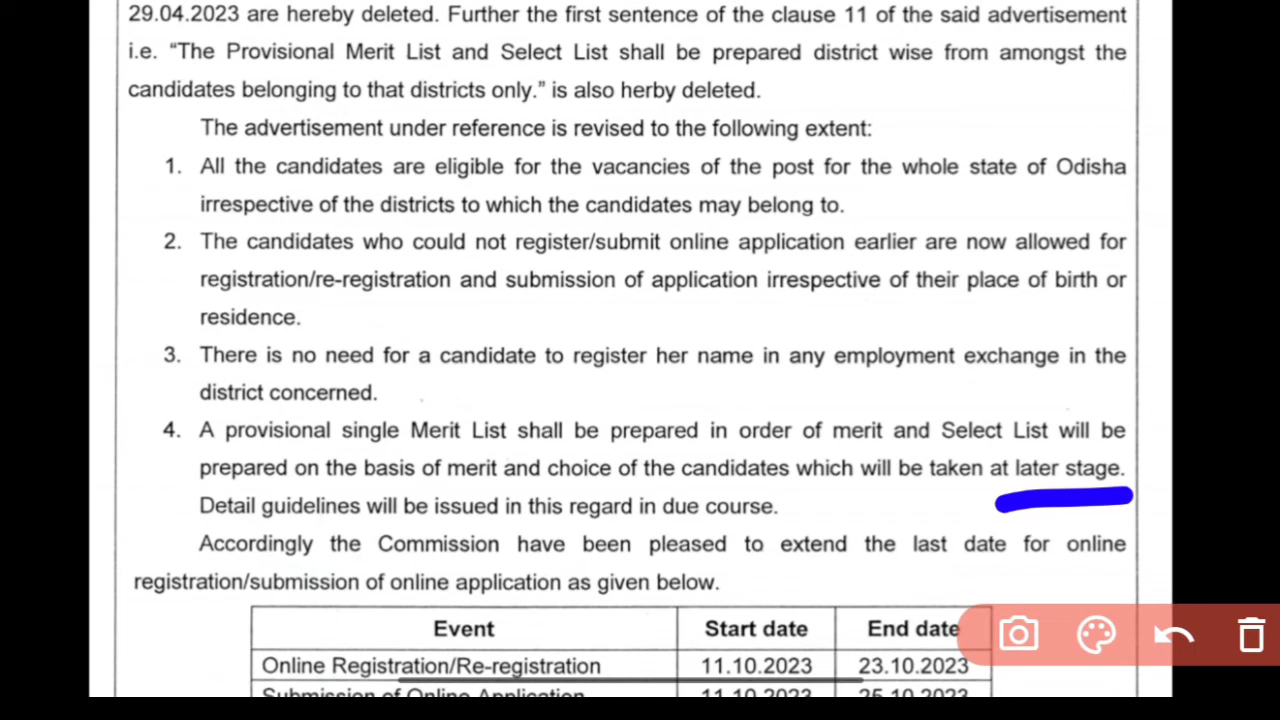 29.04.2023 are hereby deleted. Further the first sentence of the clause 11 of the said advertisement
i.e. “The Provisional Merit List and Select List shall be prepared district wise from amongst the
candidates belonging to that districts only.” is also herby deleted.
The advertisement under reference is revised to the following extent:
1. All the candidates are eligible for the vacancies of the post for the whole state of Odisha
irrespective of the districts to which the candidates may belong to.
2. The candidates who could not register/submit online application earlier are now allowed for
registration/re-registration and submission of application irrespective of their place of birth or
residence.
3. There is no need for a candidate to register her name in any employment exchange in the
district concerned.
4. A provisional single Merit List shall be prepared in order of merit and Select List will be
prepared on the basis of merit and choice of the candidates which will be taken at later stage.
Detail guidelines will be issued in this regard in due course.
Accordingly the Commission have been pleased to extend the last date for online
registration/submission of online application as given below.
Event Start date End date
Online Registration/Re-registration 11.10.2023 23.10.2023
Submission of Online Application 11.10.2023 25.10.2023